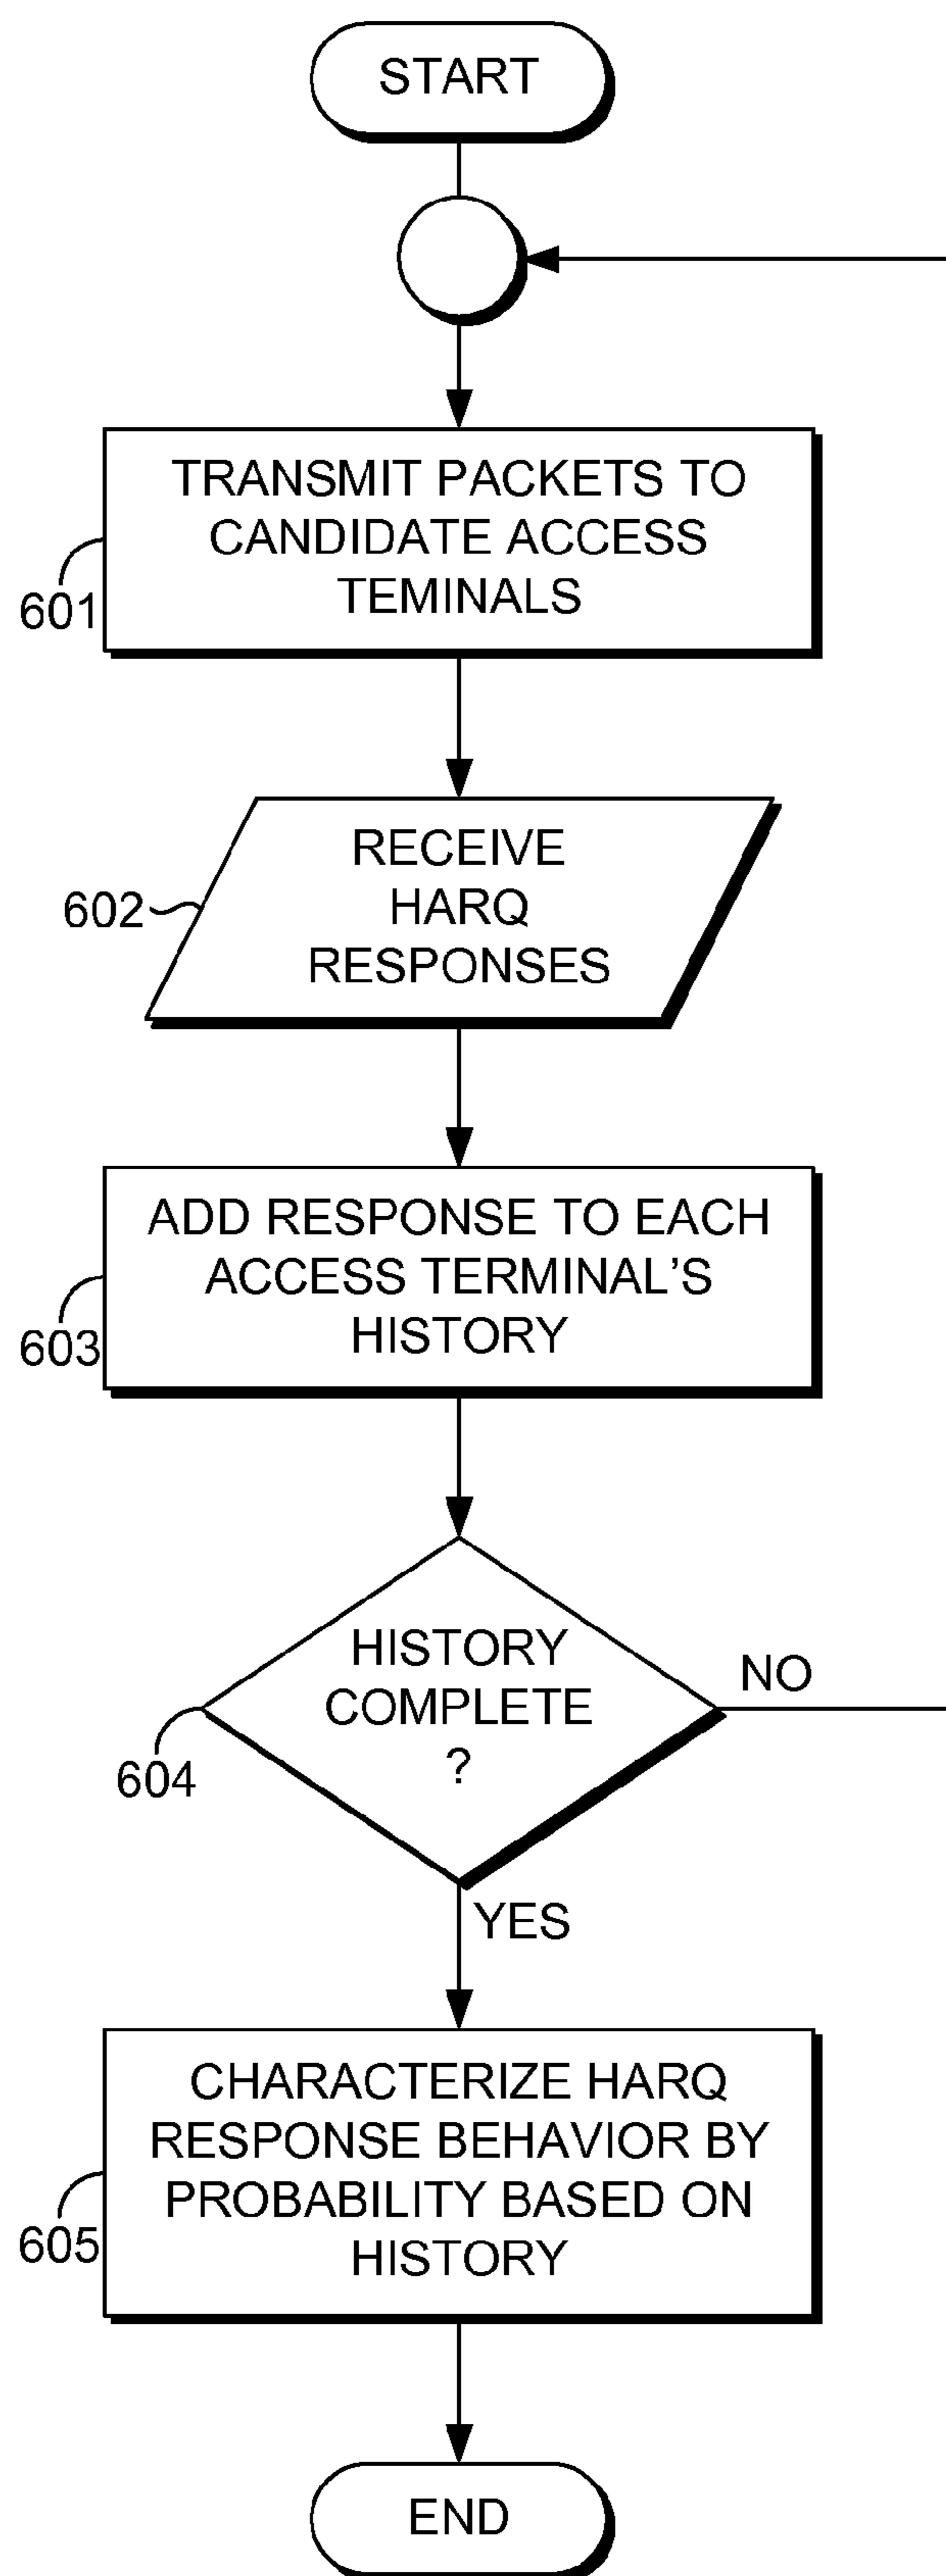 START
TRANSMIT PACKETS TO
CANDIDATE ACCESS
TEMINALS
601
RECEIVE
HARQ
RESPONSES
602
ADD RESPONSE TO EACH
ACCESS TERMINAL’S
HISTORY
603
HISTORY
COMPLETE
?
NO
604
YES
CHARACTERIZE HARQ
RESPONSE BEHAVIOR BY
PROBABILITY BASED ON
HISTORY
605
END